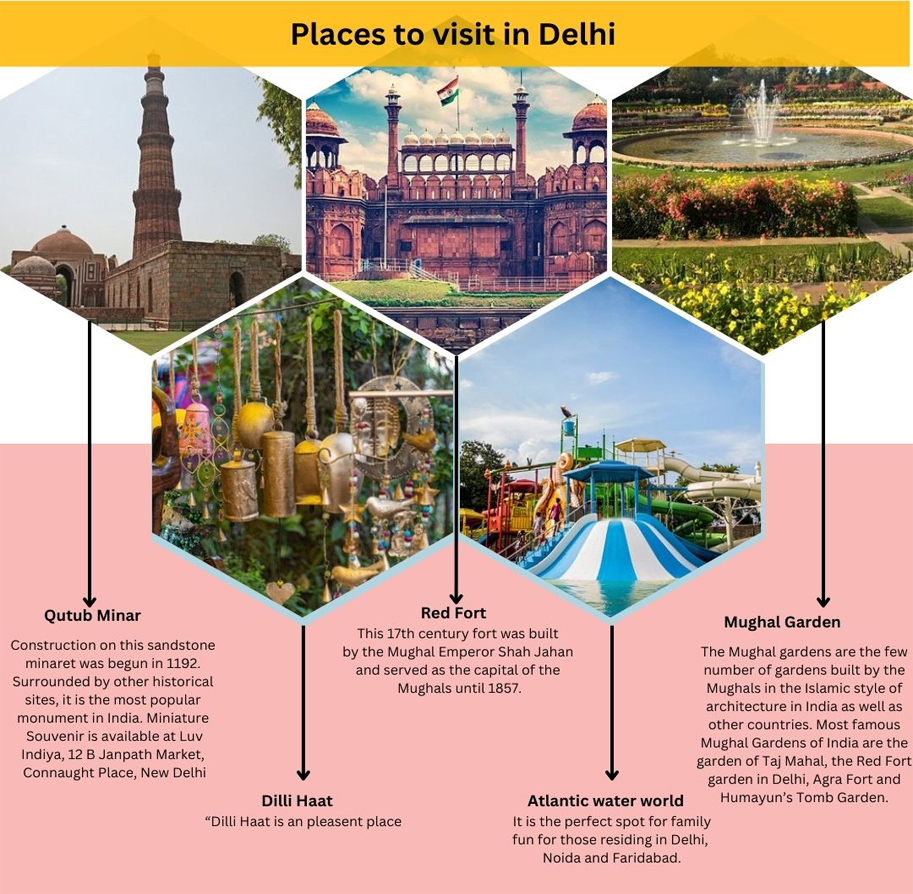 Places to visit in Delhi
Qutub Minar
Construction on this sandstone
minaret was begun in 1192.
Surrounded by other historical
sites, it is the most popular
monument in India. Miniature
Souvenir is available at Luv
Indiya, 12 B Janpath Market,
Connaught Place, New Delhi
Red Fort
This 17th century fort was built
by the Mughal Emperor Shah Jahan
and served as the capital of the
Mughals until 1857.
Mughal Garden
The Mughal gardens are the few
number of gardens built by the
Mughals in the Islamic style of
architecture in India as well as
other countries. Most famous
Mughal Gardens of India are the
garden of Taj Mahal, the Red Fort
garden in Delhi, Agra Fort and
Humayun’s Tomb Garden.
Dilli Haat
“Dilli Haat is an pleasent place
Atlantic water world
It is the perfect spot for family
fun for those residing in Delhi,
Noida and Faridabad.